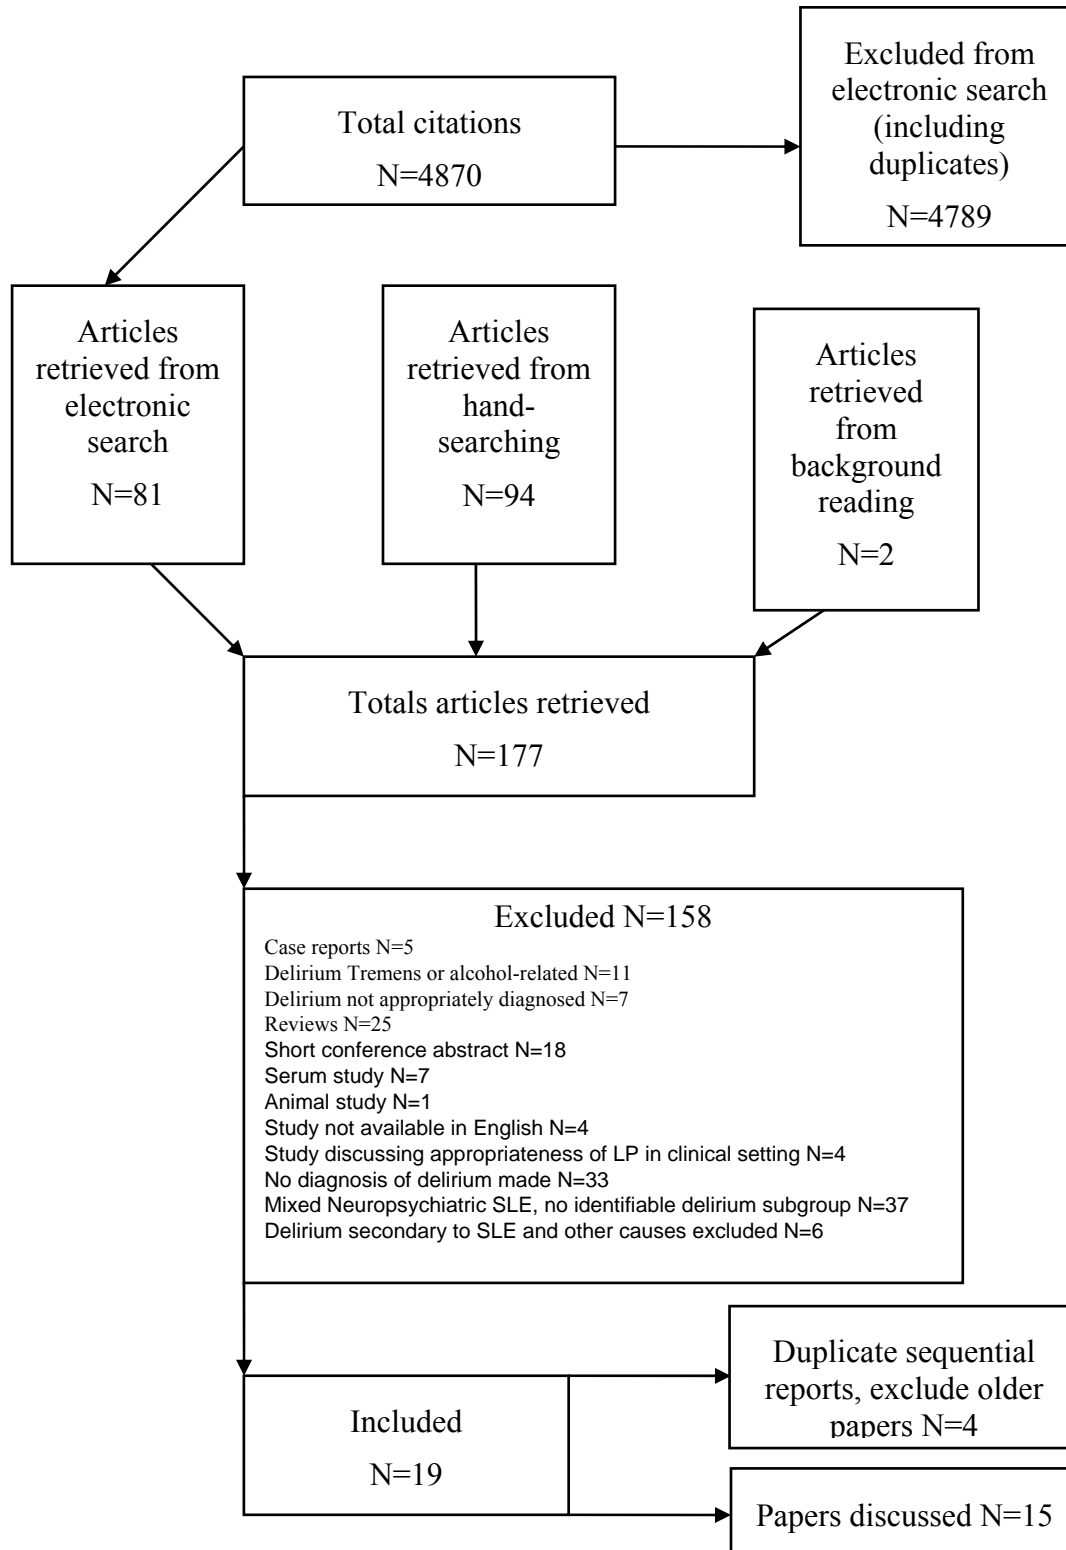 Total citations
N=4870
Excluded from
electronic search
(including
duplicates)
N=4789
Articles
retrieved from
electronic
search
N=81
Articles
retrieved from
hand-
searching
N=94
Articles
retrieved
from
background
reading
N=2
Totals articles retrieved
N=177
Excluded N=158
Case reports N=5
Delirium Tremens or alcohol-related N=11
Delirium not appropriately diagnosed N=7
Reviews N=25
Short conference abstract N=18
Serum study N=7
Animal study N=1
Study not available in English N=4
Study discussing appropriateness of LP in clinical setting N=4
No diagnosis of delirium made N=33
Mixed Neuropsychiatric SLE, no identifiable delirium subgroup N=37
Delirium secondary to SLE and other causes excluded N=6
Included
N=19
Duplicate sequential
reports, exclude older
papers N=4
Papers discussed N=15